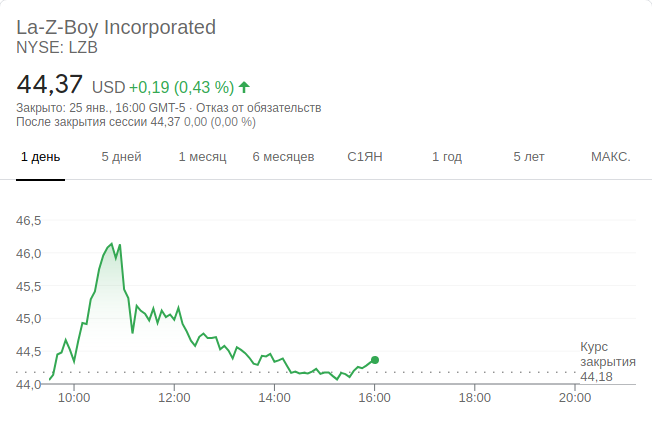 La-Z-Boy Incorporated
NYSE: LZB
44,37 USD +0,19 (0,43 %)
Закрыто: 25 янв., 16:00 GMT-5 · Отказ от обязательств
После закрытия сессии 44,37 0,00 (0,00 %)
1 день 5 дней 1 месяц 6 месяцев С1ЯН 1 год 5 лет МАКС.
46,5
46,0
45,5
45,0
44,5
44,0
Курс
закрытия
44,18
10:00 12:00 14:00 16:00 18:00 20:00